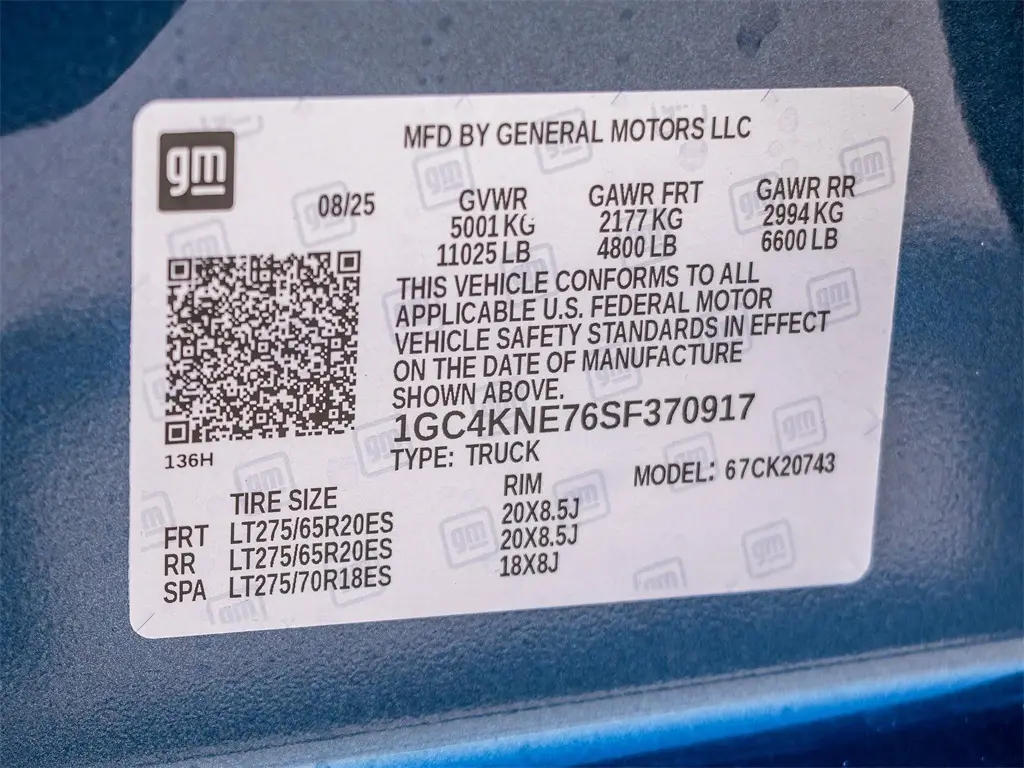 gm
MFD BY GENERAL MOTORS LLC
08/25
GVWR GAWR FRT GAWR RR
5001 KG 2177 KG 2994 KG
11025 LB 4800 LB 6600 LB
THIS VEHICLE CONFORMS TO ALL
APPLICABLE U.S. FEDERAL MOTOR
VEHICLE SAFETY STANDARDS IN EFFECT
ON THE DATE OF MANUFACTURE
SHOWN ABOVE.
1GC4KNE76SF370917
136H
TYPE: TRUCK MODEL: 67CK20743
TIRE SIZE RIM
FRT LT275/65R20ES 20X8.5J
RR LT275/65R20ES 20X8.5J
SPA LT275/70R18ES 18X8J